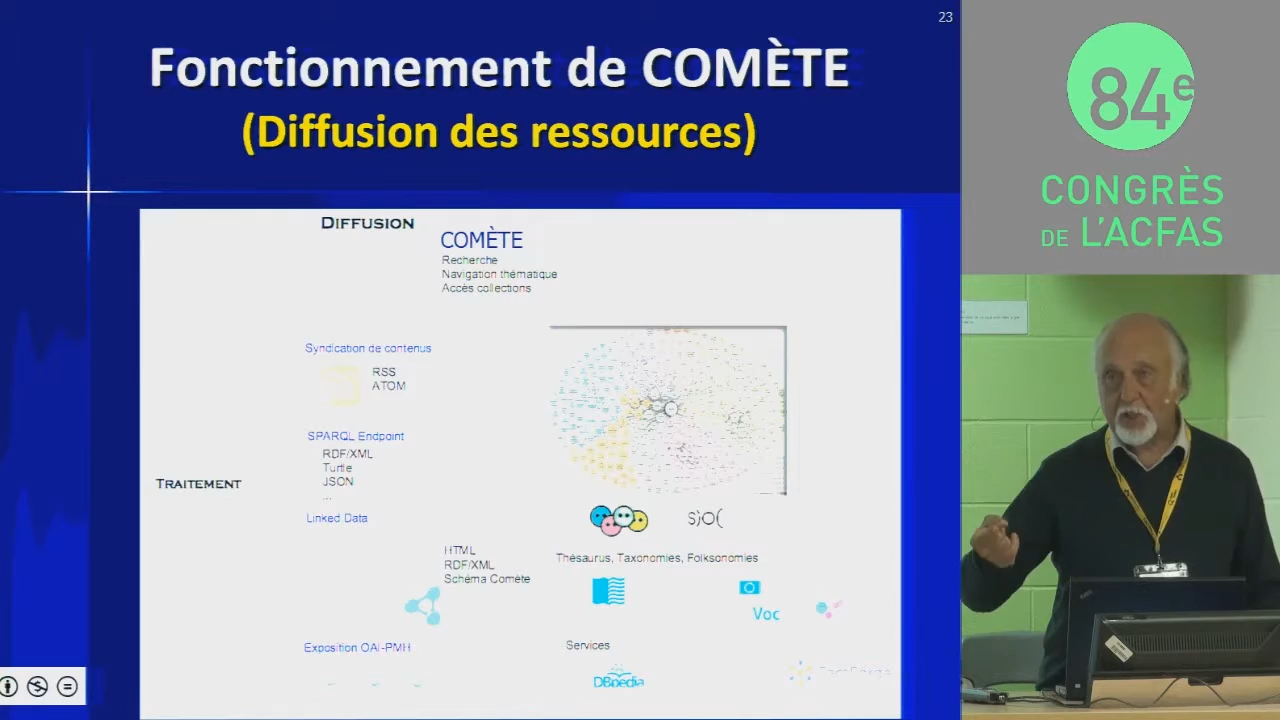 23
Fonctionnement de COMÈTE
(Diffusion des ressources)
DIFFUSION
COMÈTE
Recherche
Navigation thématique
Accès collections
Syndication de contenus
RSS
ATOM
SPARQL Endpoint
RDF/XML
Turtle
JSON
...
TRAITEMENT
Linked Data
HTML
RDF/XML
Schéma Comète
Thésaurus, Taxonomies, Folksonomies
Voc
Exposition OAI-PMH
Services
DBpedia
84e
CONGRÈS
DE L'ACFAS